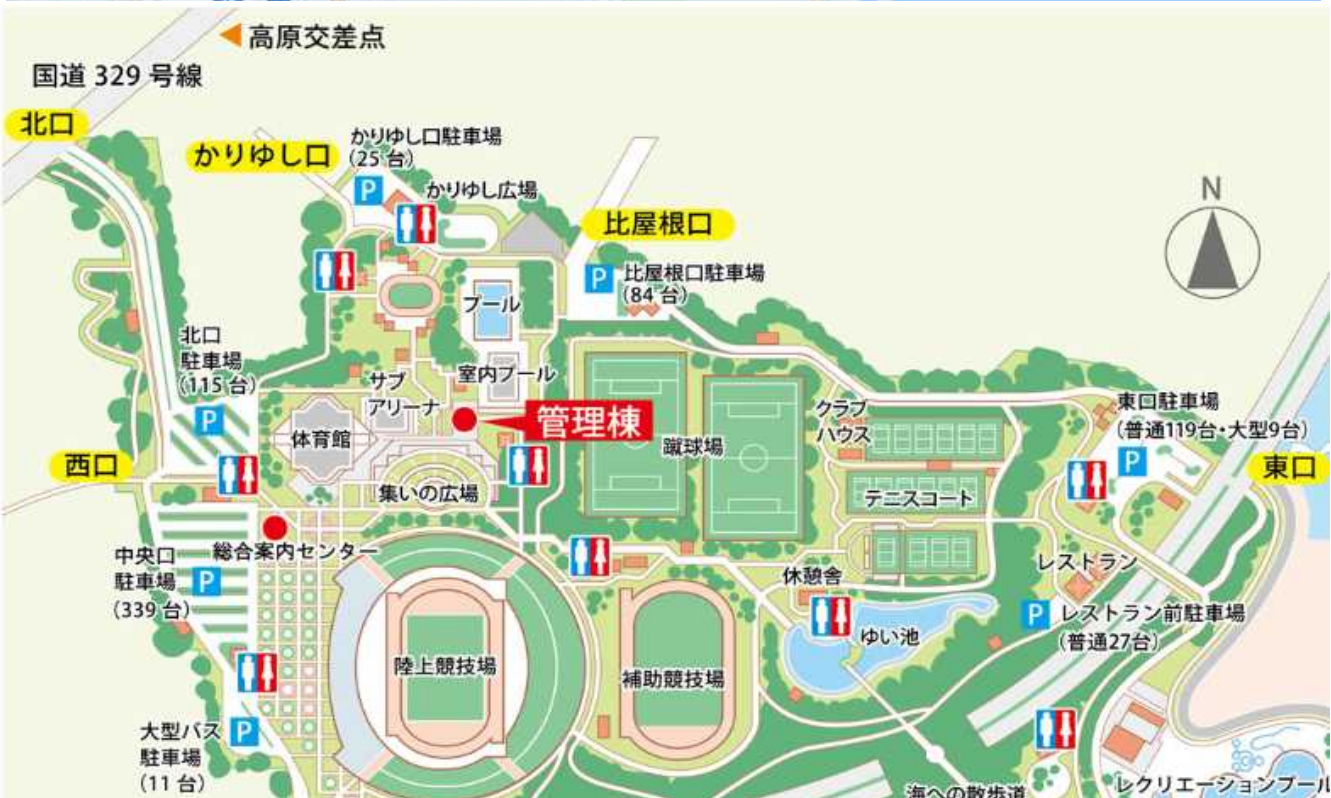 高原交差点
国道 329 号線
北口
かりゆし口
かりゆし口駐車場
(25 台)
かりゆし広場
比屋根口
N
P
P
比屋根口駐車場
(84 台)
プール
北口
駐車場
(115 台)
P
サブ
アリーナ
室内プール
管理棟
体育館
蹴球場
クラブ
ハウス
東口駐車場
(普通119台・大型9台)
P
西口
東口
集いの広場
テニスコート
総合案内センター
中央口
駐車場
(339 台)
P
休憩舎
レストラン
P
レストラン前駐車場
(普通27台)
ゆい池
陸上競技場
補助競技場
大型バス
駐車場
(11 台)
P
海への散歩道
レクリエーションプール